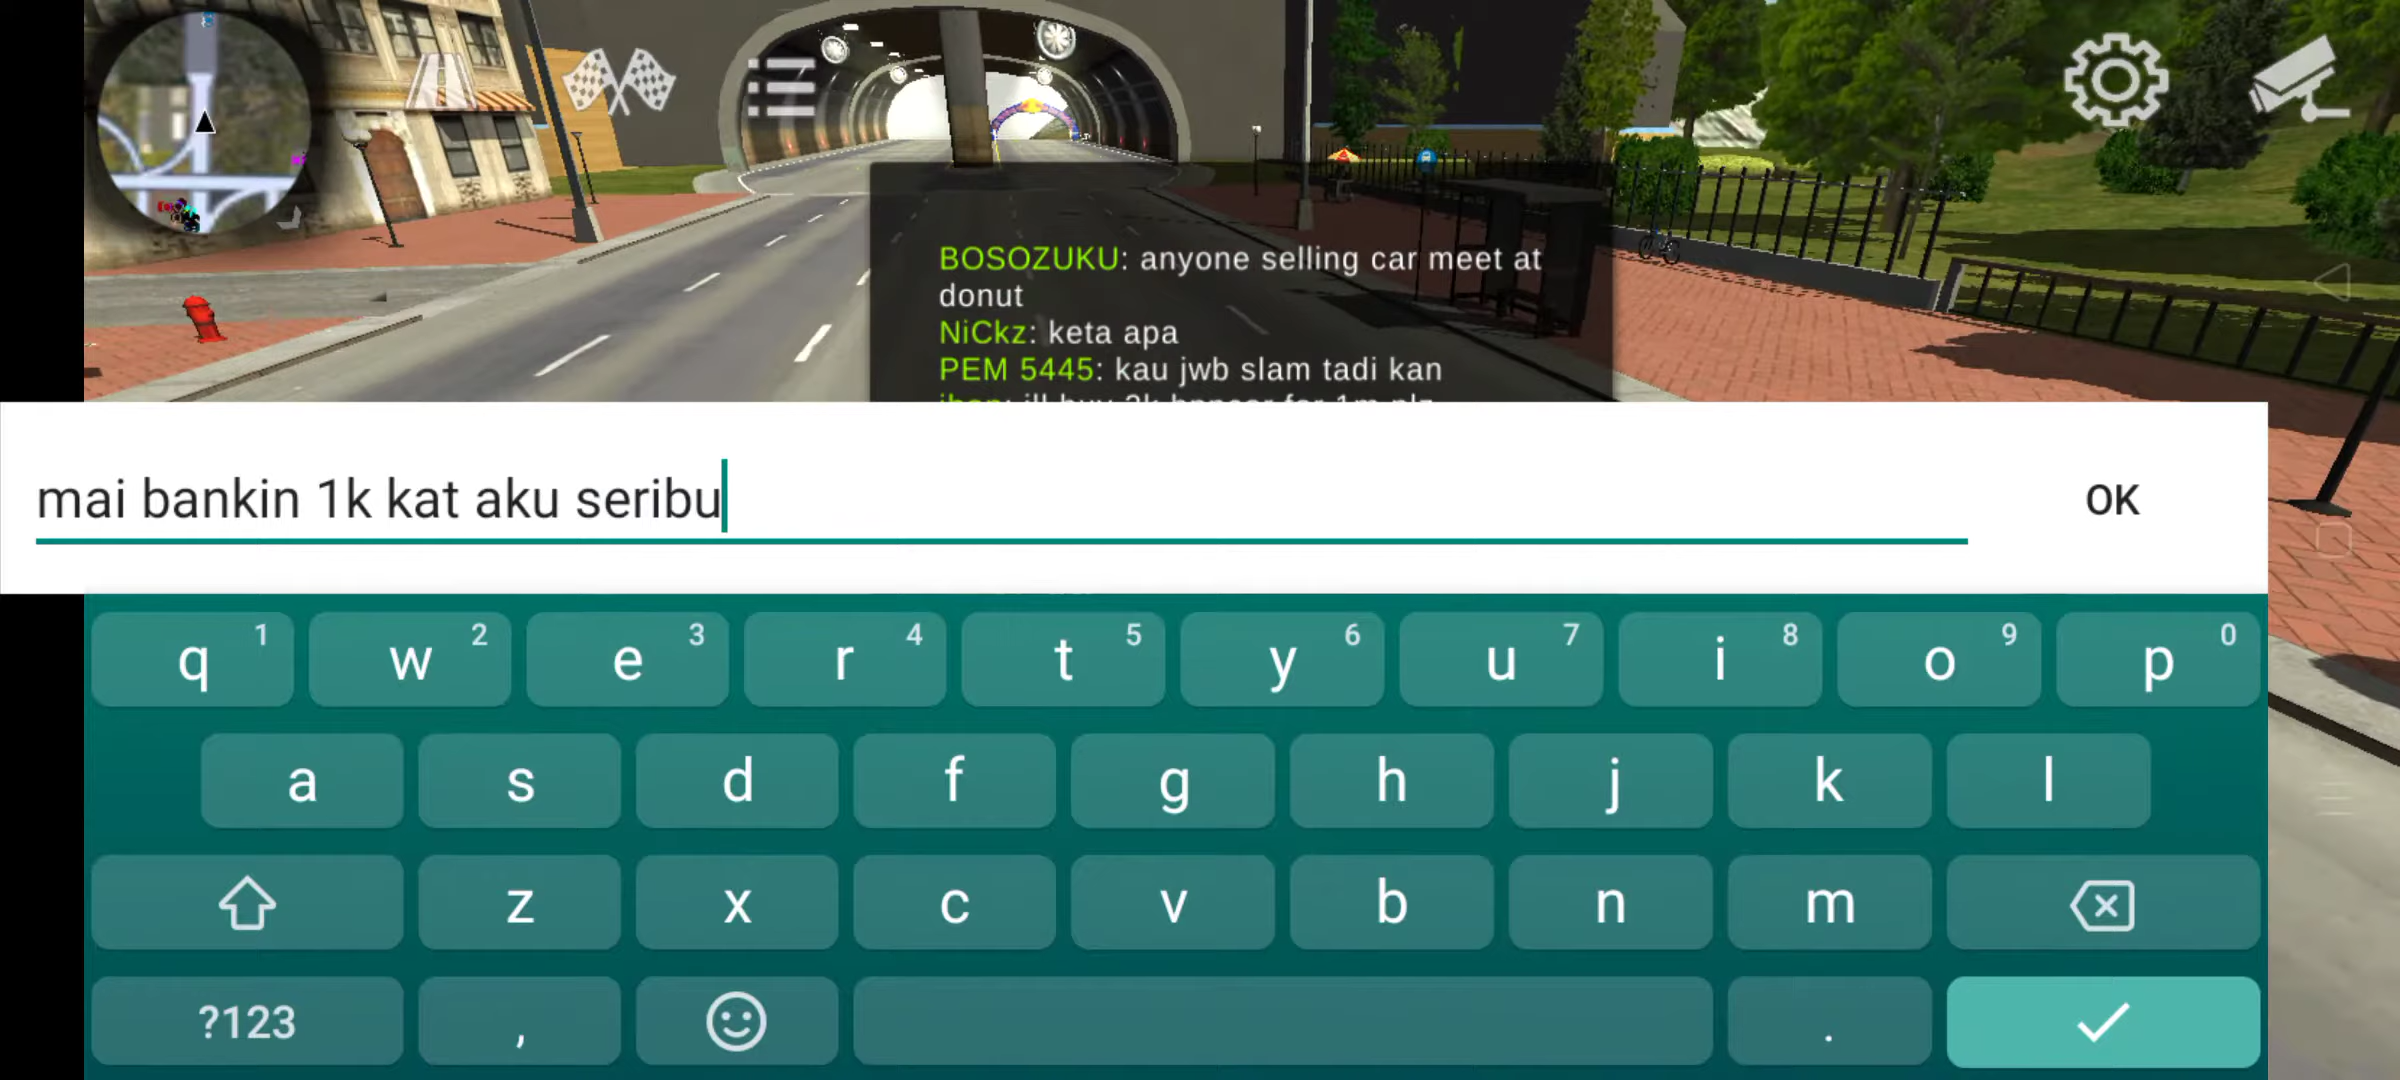 BOSOZUKU: anyone selling car meet at
donut
NiCkz: keta apa
PEM 5445: kau jwb slam tadi kan
mai bankin 1k kat aku seribu
OK
q 1 w 2 e 3 r 4 t 5 y 6 u 7 i 8 o 9 p 0
a s d f g h j k l
z x c v b n m
?123 , .